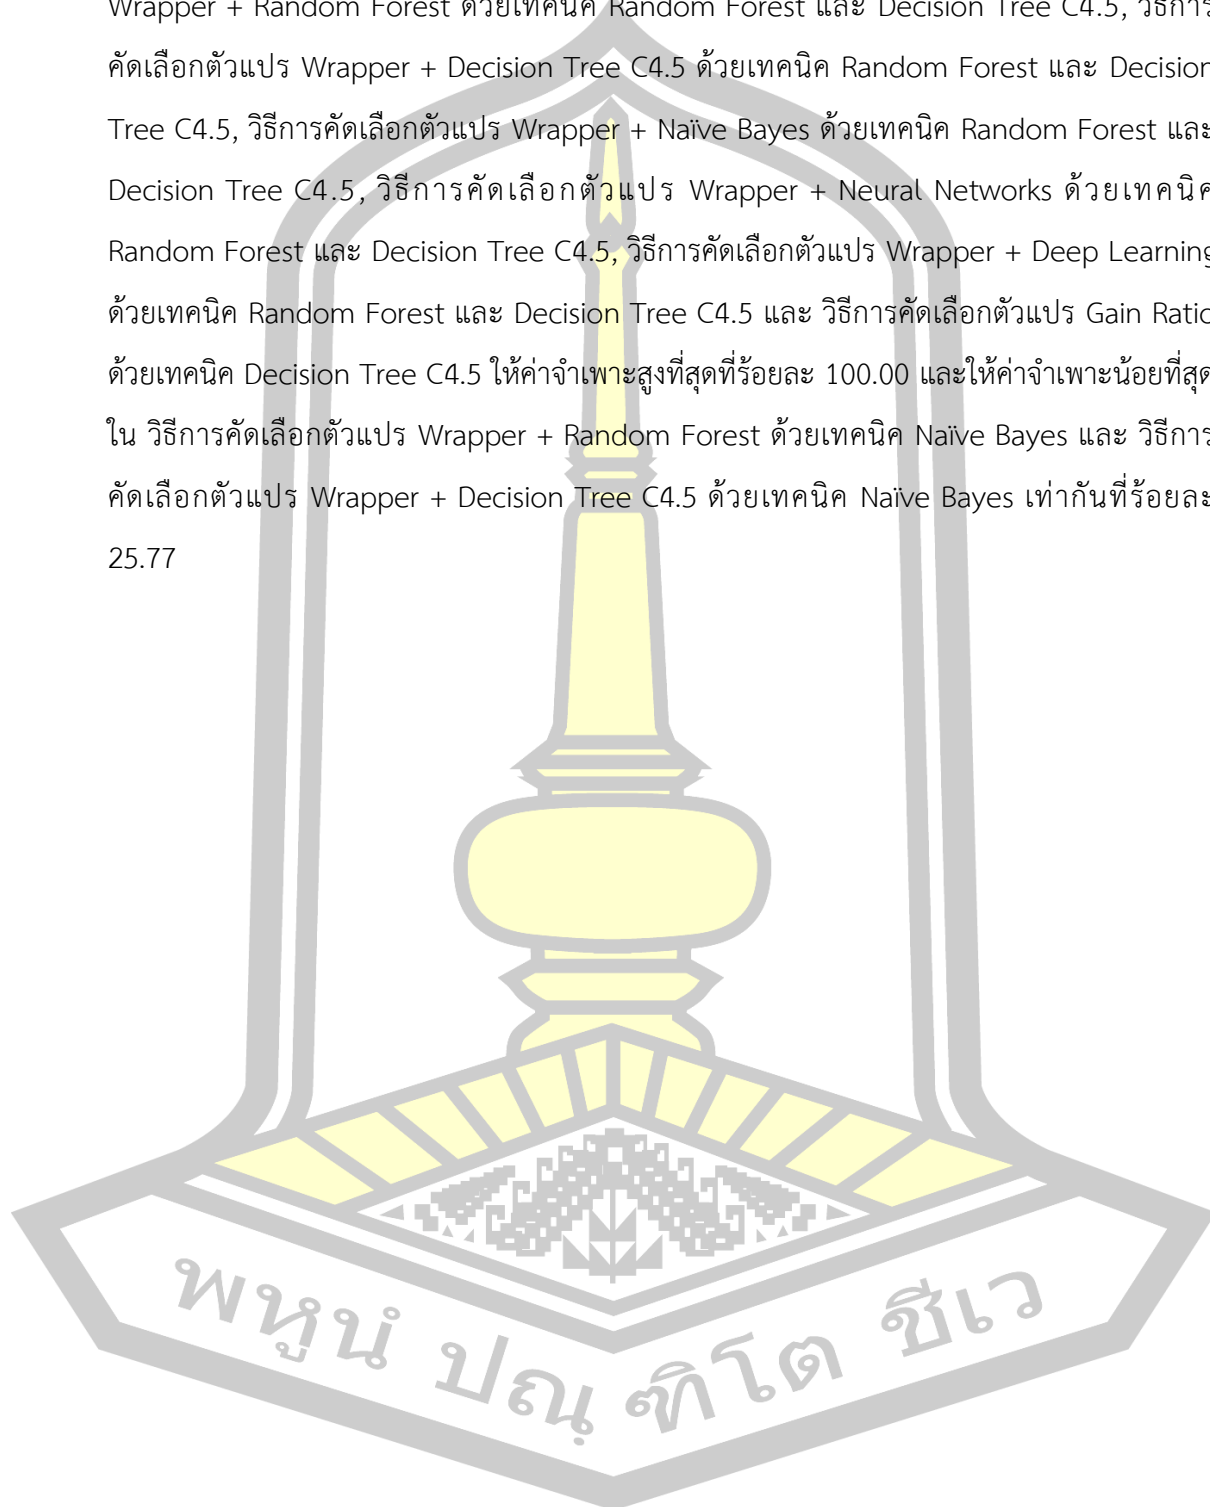 Wrapper + Random Forest ด้วยเทคนิค Random Forest และ Decision Tree C4.5, วิธีการ
คัดเลือกตัวแปร Wrapper + Decision Tree C4.5 ด้วยเทคนิค Random Forest และ Decision
Tree C4.5, วิธีการคัดเลือกตัวแปร Wrapper + Naïve Bayes ด้วยเทคนิค Random Forest และ
Decision Tree C4.5, วิธีการคัดเลือกตัวแปร Wrapper + Neural Networks ด้วยเทคนิค
Random Forest และ Decision Tree C4.5, วิธีการคัดเลือกตัวแปร Wrapper + Deep Learning
ด้วยเทคนิค Random Forest และ Decision Tree C4.5 และ วิธีการคัดเลือกตัวแปร Gain Ratio
ด้วยเทคนิค Decision Tree C4.5 ให้ค่าจำเพาะสูงที่สุดที่ร้อยละ 100.00 และให้ค่าจำเพาะน้อยที่สุด
ใน วิธีการคัดเลือกตัวแปร Wrapper + Random Forest ด้วยเทคนิค Naïve Bayes และ วิธีการ
คัดเลือกตัวแปร Wrapper + Decision Tree C4.5 ด้วยเทคนิค Naïve Bayes เท่ากันที่ร้อยละ
25.77
พหูนํ ปณฺ ฑิโต ชีเว